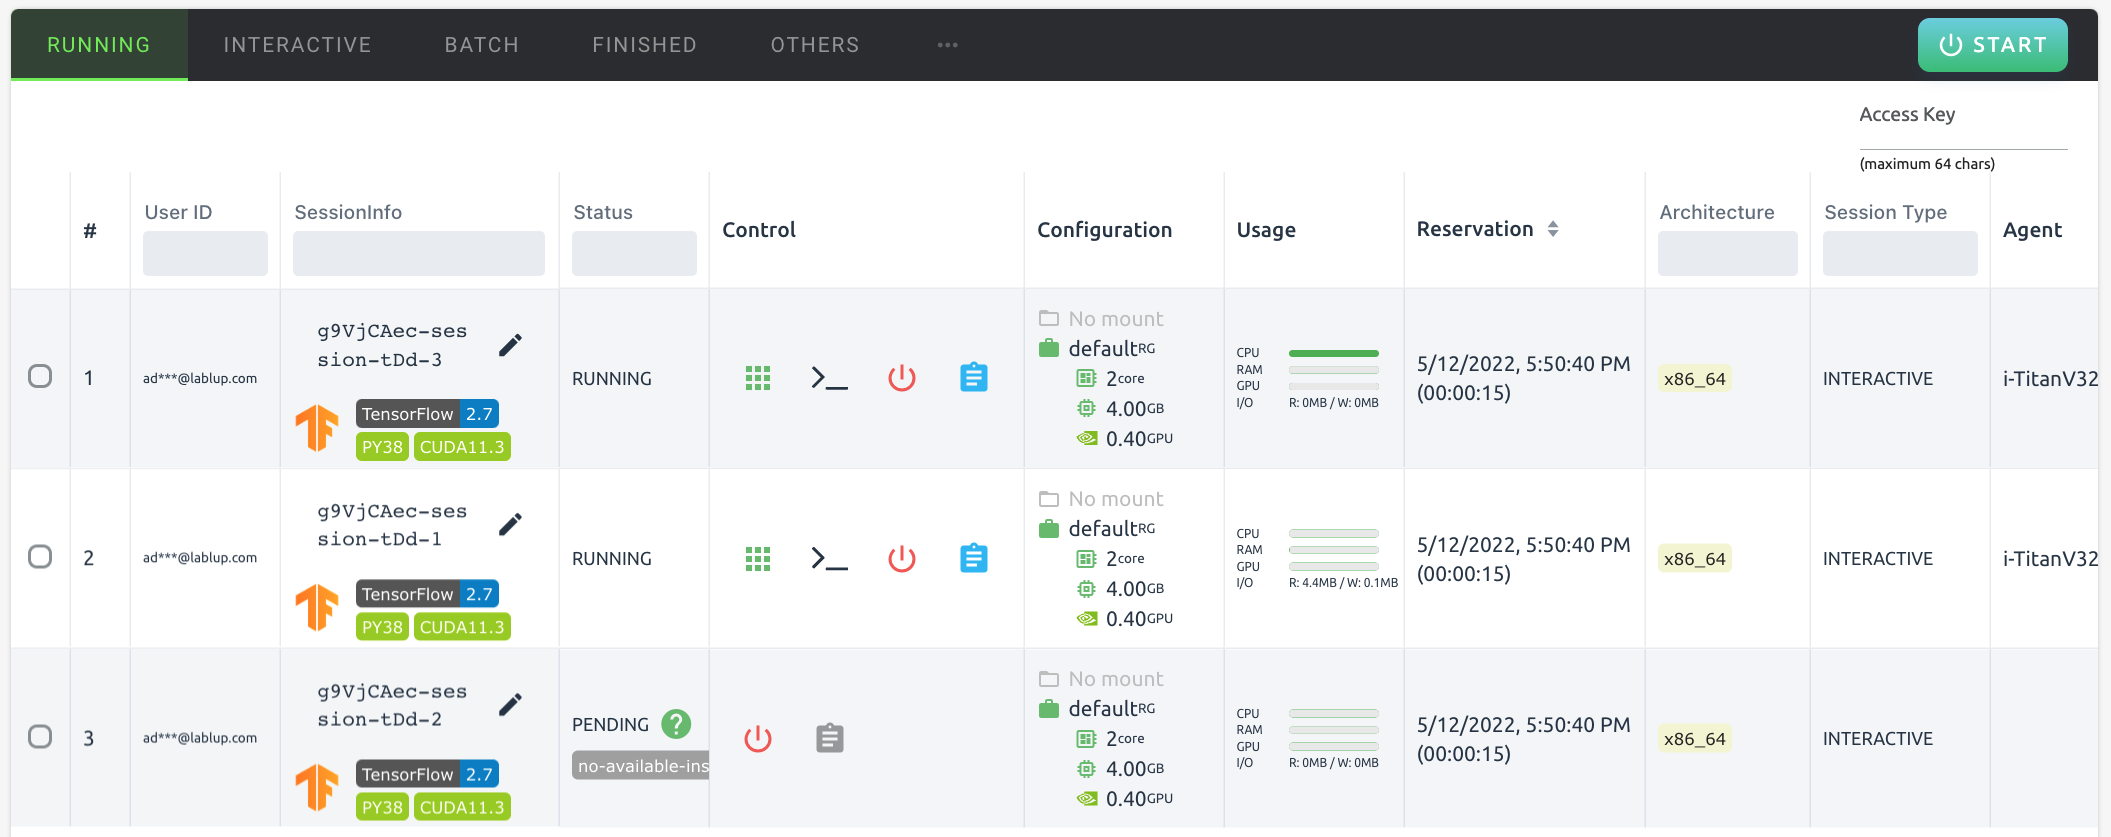 RUNNING INTERACTIVE BATCH FINISHED OTHERS ... START
Access Key
(maximum 64 chars)
# User ID SessionInfo Status Control Configuration Usage Reservation Architecture Session Type Agent
1 ad***@lablup.com
g9VjCAec-ses
sion-tDd-3
TensorFlow 2.7
PY38 CUDA11.3
RUNNING
No mount
defaultRG
2core
4.00GB
0.40GPU
CPU
RAM
GPU
I/O R: 0MB / W: 0MB
5/12/2022, 5:50:40 PM
(00:00:15)
x86_64
INTERACTIVE
i-TitanV32
2 ad***@lablup.com
g9VjCAec-ses
sion-tDd-1
TensorFlow 2.7
PY38 CUDA11.3
RUNNING
No mount
defaultRG
2core
4.00GB
0.40GPU
CPU
RAM
GPU
I/O R: 4.4MB / W: 0.1MB
5/12/2022, 5:50:40 PM
(00:00:15)
x86_64
INTERACTIVE
i-TitanV32
3 ad***@lablup.com
g9VjCAec-ses
sion-tDd-2
TensorFlow 2.7
PY38 CUDA11.3
PENDING ?
no-available-ins
No mount
defaultRG
2core
4.00GB
0.40GPU
CPU
RAM
GPU
I/O R: 0MB / W: 0MB
5/12/2022, 5:50:40 PM
(00:00:15)
x86_64
INTERACTIVE